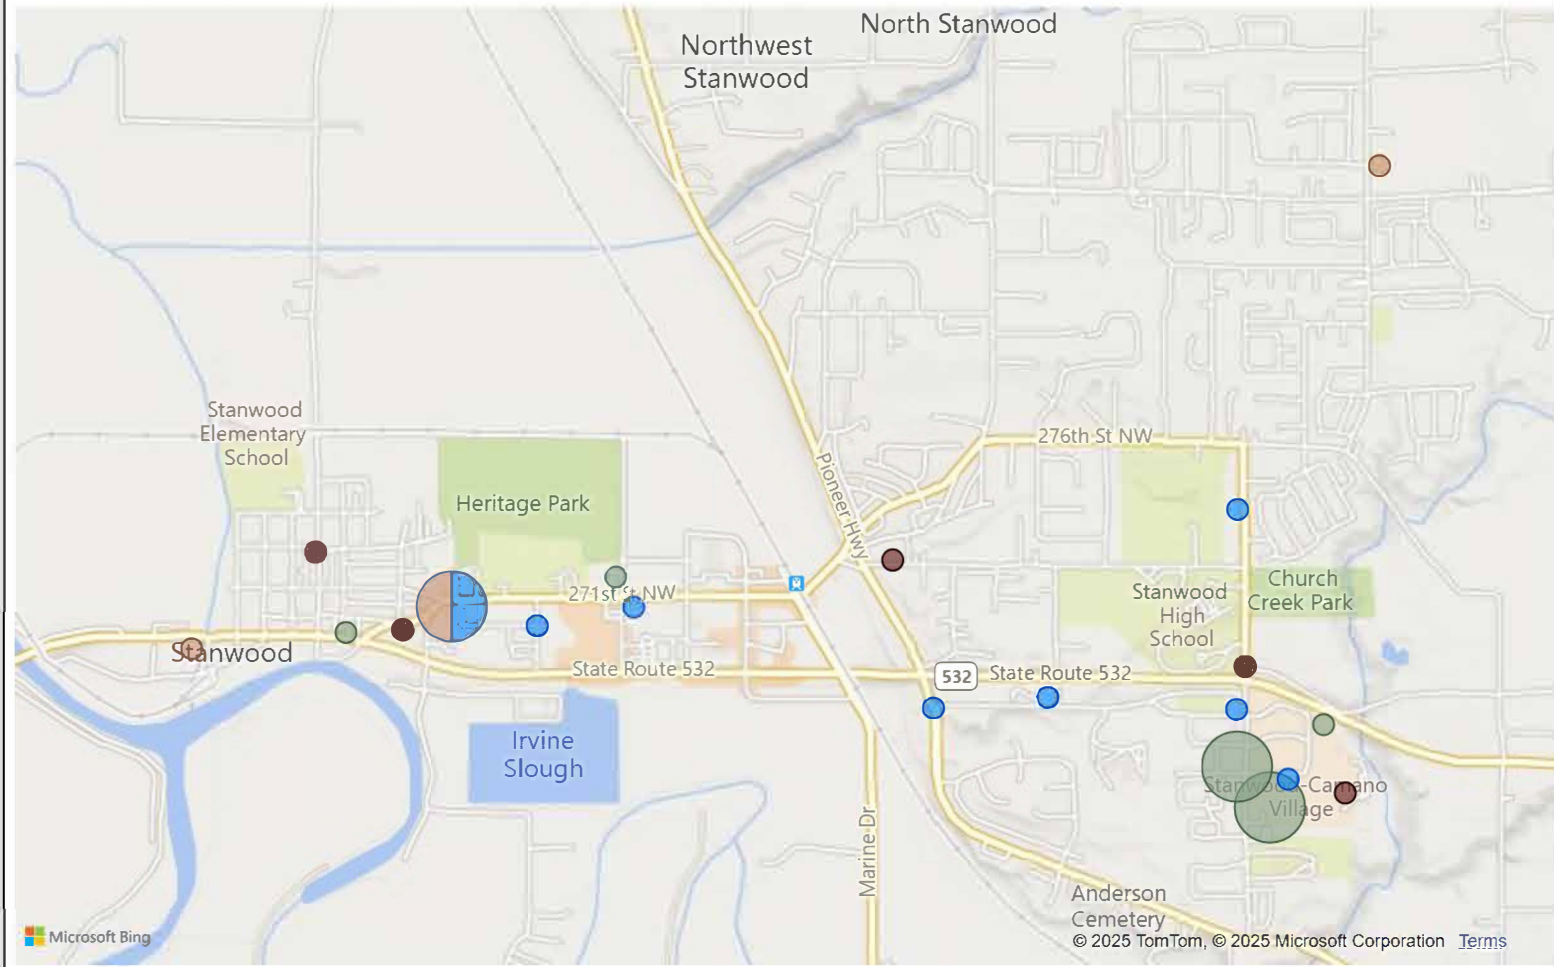 North Stanwood
Northwest
Stanwood
Stanwood
Elementary
School
276th St NW
Pioneer Hwy
Heritage Park
271st St NW
Stanwood
High
School
Church
Creek Park
Stanwood
State Route 532
532
State Route 532
Irvine
Slough
Stanwood-Camano
Village
Marine Dr
Anderson
Cemetery
Microsoft Bing
© 2025 TomTom, © 2025 Microsoft Corporation Terms